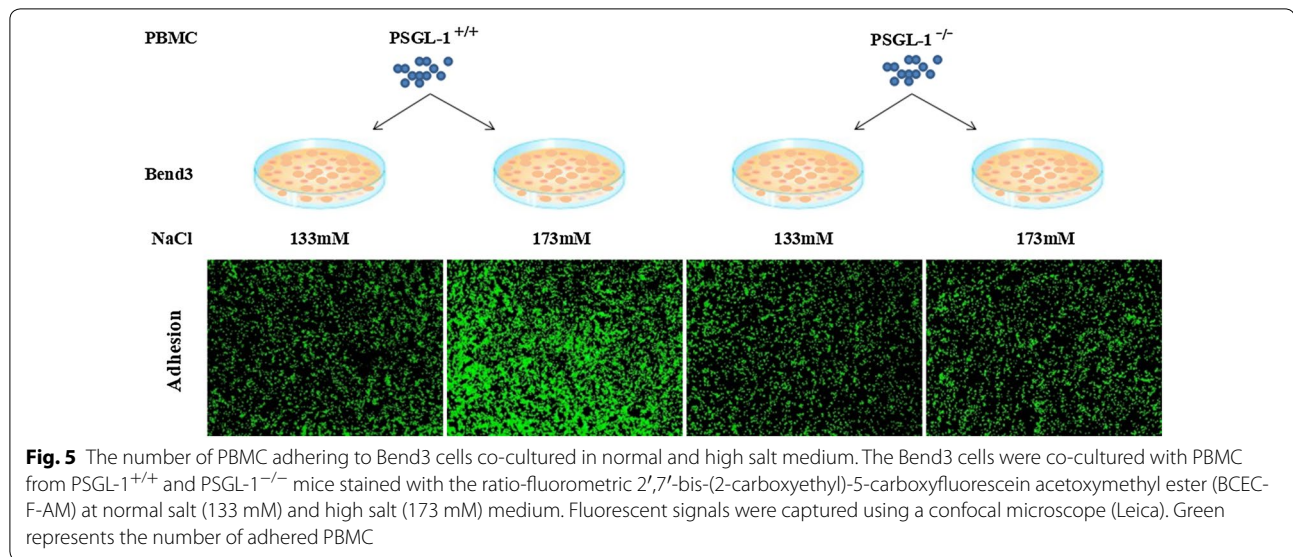 PBMC
PSGL-1+/+
PSGL-1 −/−
Bend3
NaCl
133mM
173mM
133mM
173mM
Adhesion
Fig. 5 The number of PBMC adhering to Bend3 cells co-cultured in normal and high salt medium. The Bend3 cells were co-cultured with PBMC
from PSGL-1+/+ and PSGL-1−/− mice stained with the ratio-fluorometric 2′,7′-bis-(2-carboxyethyl)-5-carboxyfluorescein acetoxymethyl ester (BCEC-
F-AM) at normal salt (133 mM) and high salt (173 mM) medium. Fluorescent signals were captured using a confocal microscope (Leica). Green
represents the number of adhered PBMC